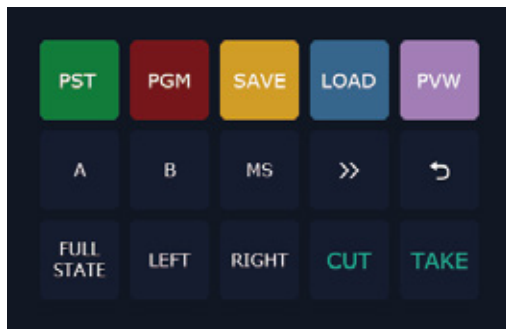 PST PGM SAVE LOAD PVW
A B MS »
FULL
STATE LEFT RIGHT CUT TAKE